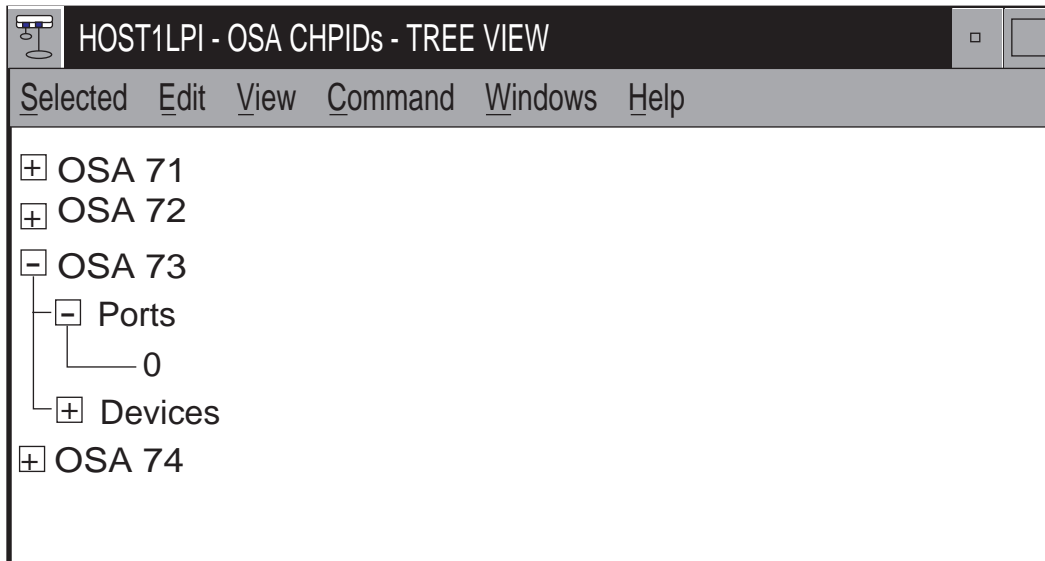 HOST1LPI - OSA CHPIDs - TREE VIEW
Selected Edit View Command Windows Help
+ OSA 71
+ OSA 72
- OSA 73
- Ports
0
+ Devices
+ OSA 74